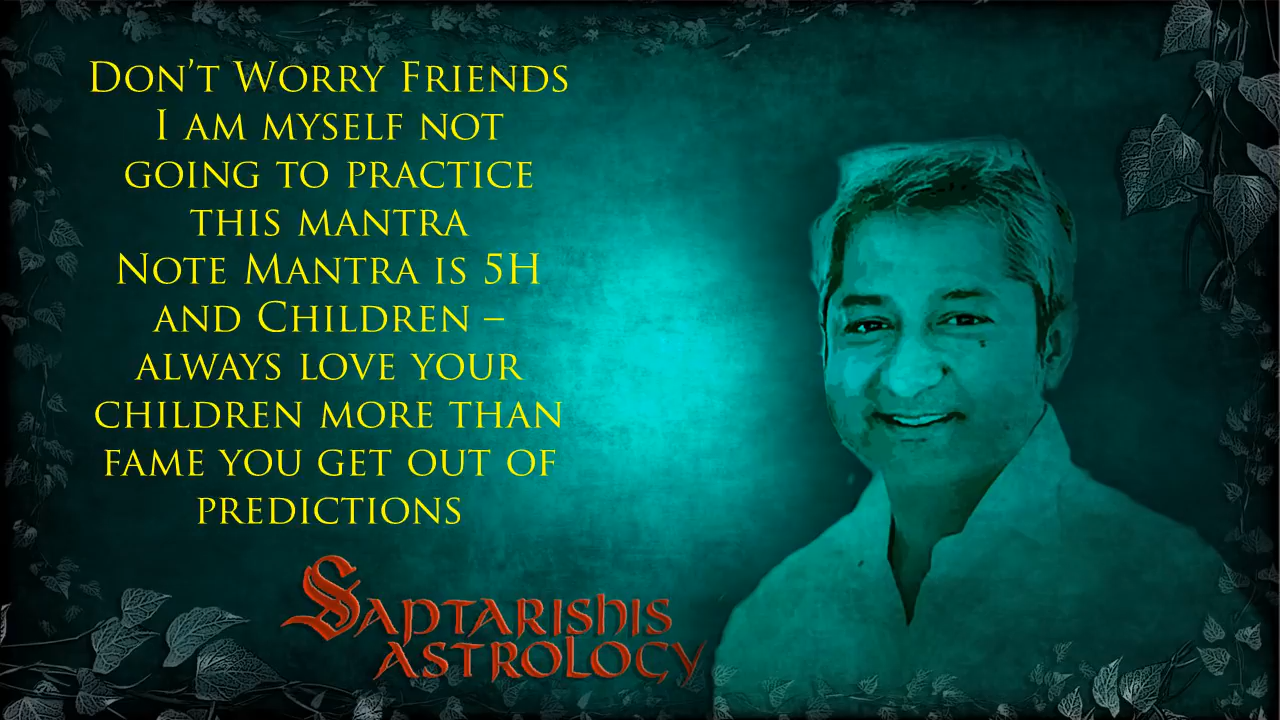 Don't Worry Friends
I am myself not
going to practice
this mantra
Note Mantra is 5H
and Children –
always love your
children more than
fame you get out of
predictions
Saptarishis
Astrology